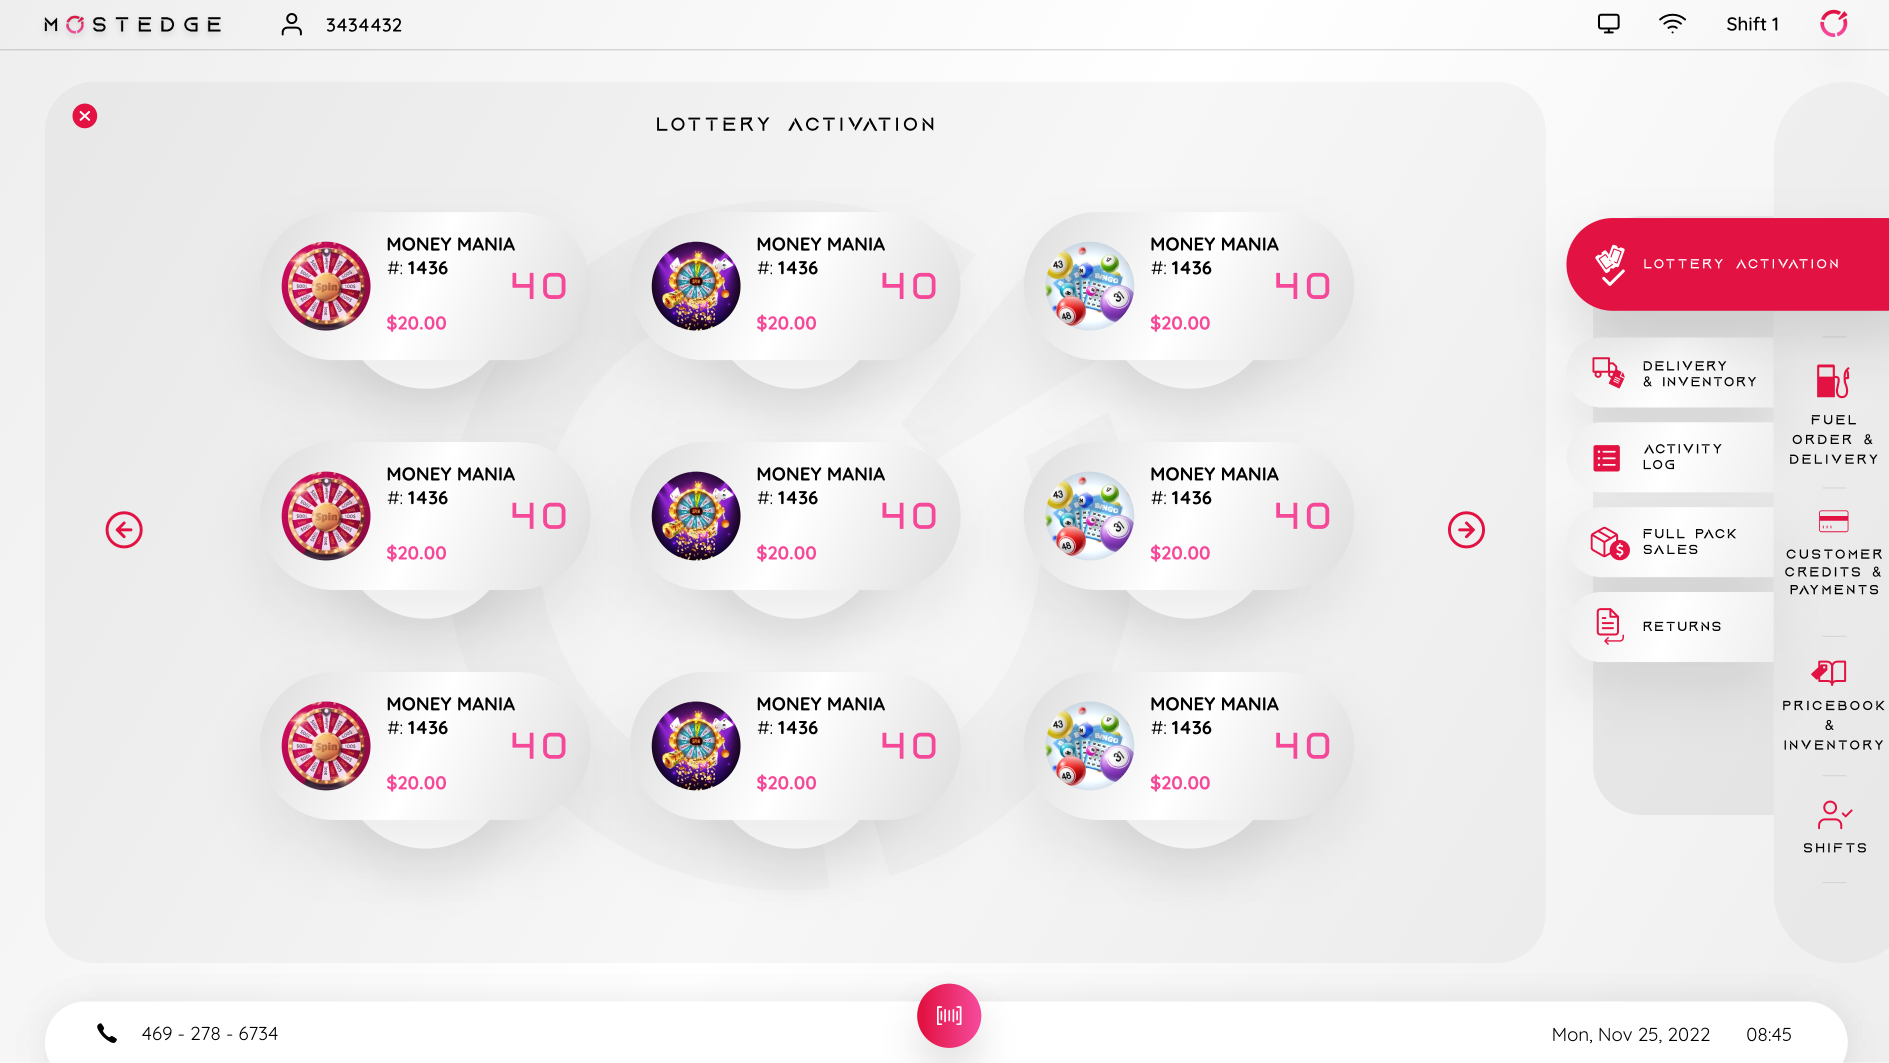 MOSTEDGE
3434432
Shift 1
LOTTERY ACTIVATION
MONEY MANIA
#: 1436
40
$20.00
MONEY MANIA
#: 1436
40
$20.00
MONEY MANIA
#: 1436
40
$20.00
MONEY MANIA
#: 1436
40
$20.00
MONEY MANIA
#: 1436
40
$20.00
MONEY MANIA
#: 1436
40
$20.00
MONEY MANIA
#: 1436
40
$20.00
MONEY MANIA
#: 1436
40
$20.00
MONEY MANIA
#: 1436
40
$20.00
LOTTERY ACTIVATION
DELIVERY
& INVENTORY
ACTIVITY
LOG
FULL PACK
SALES
RETURNS
FUEL
ORDER &
DELIVERY
CUSTOMER
CREDITS &
PAYMENTS
PRICEBOOK
&
INVENTORY
SHIFTS
469 - 278 - 6734
Mon, Nov 25, 2022
08:45